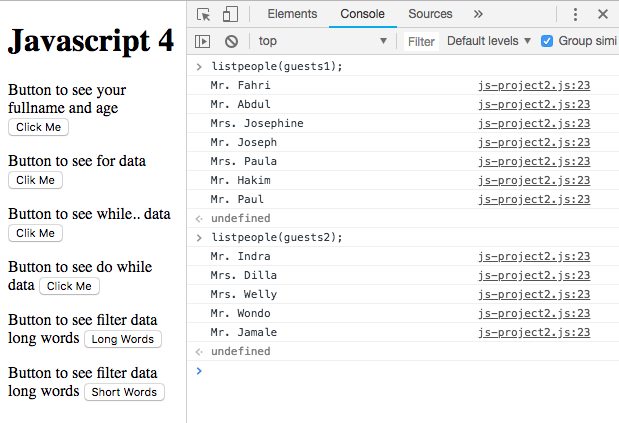 Javascript 4
Button to see your
fullname and age
Click Me
Button to see for data
Clik Me
Button to see while.. data
Clik Me
Button to see do while
data Click Me
Button to see filter data
long words Long Words
Button to see filter data
long words Short Words
Elements Console Sources »
top Filter Default levels Group simi
listpeople(guests1);
Mr. Fahri js-project2.js:23
Mr. Abdul js-project2.js:23
Mrs. Josephine js-project2.js:23
Mr. Joseph js-project2.js:23
Mrs. Paula js-project2.js:23
Mr. Hakim js-project2.js:23
Mr. Paul js-project2.js:23
undefined
listpeople(guests2);
Mr. Indra js-project2.js:23
Mrs. Dilla js-project2.js:23
Mrs. Welly js-project2.js:23
Mr. Wondo js-project2.js:23
Mr. Jamale js-project2.js:23
undefined